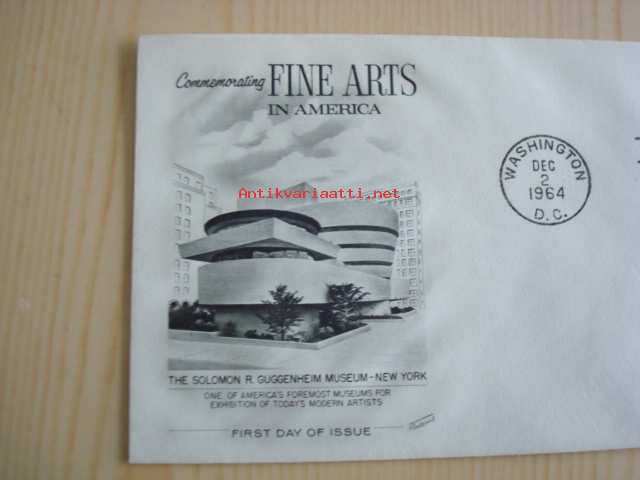 Commemorating FINE ARTS
IN AMERICA
Antikvariaatti.net
WASHINGTON
DEC
2
1964
D.C.
THE SOLOMON R. GUGGENHEIM MUSEUM-NEW YORK
ONE OF AMERICA'S FOREMOST MUSEUMS FOR
EXHIBITION OF TODAY'S MODERN ARTISTS
FIRST DAY OF ISSUE